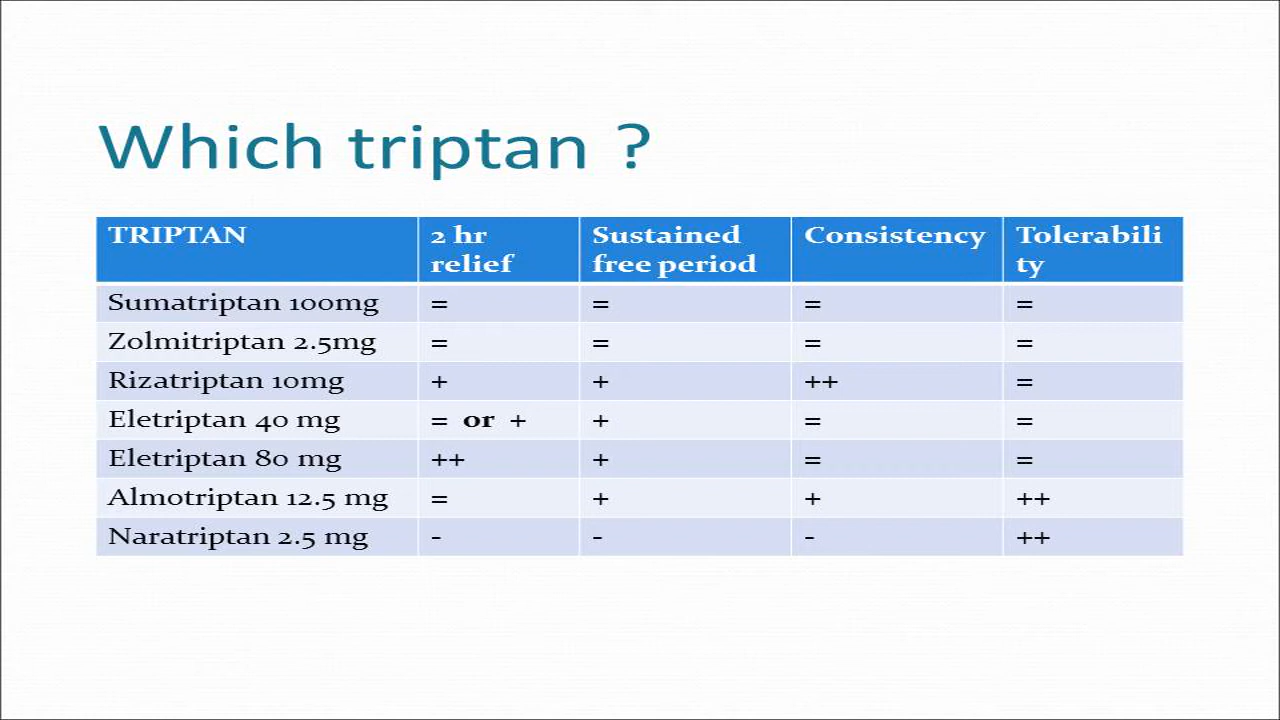 Which triptan ?
TRIPTAN 2 hr relief Sustained free period Consistency Tolerabili ty
Sumatriptan 100mg = = = =
Zolmitriptan 2.5mg = = = =
Rizatriptan 10mg + + ++ =
Eletriptan 40 mg = or + + = =
Eletriptan 80 mg ++ + = =
Almotriptan 12.5 mg = + + ++
Naratriptan 2.5 mg - - - ++